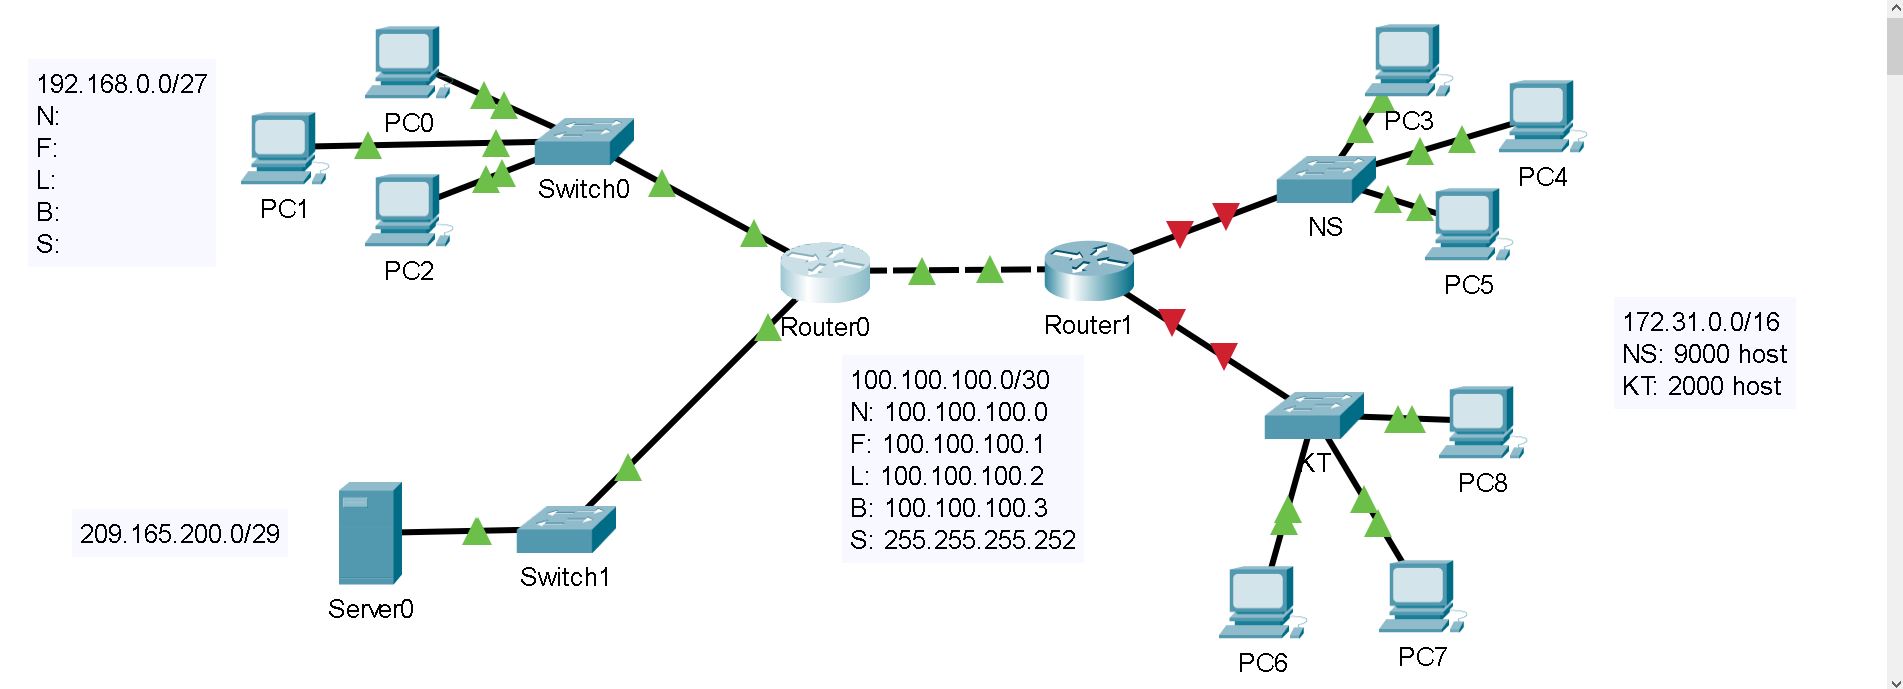 192.168.0.0/27
N:
F:
L:
B:
S:
PC0
PC1
PC2
Switch0
Router0
Router1
100.100.100.0/30
N: 100.100.100.0
F: 100.100.100.1
L: 100.100.100.2
B: 100.100.100.3
S: 255.255.255.252
209.165.200.0/29
Server0
Switch1
PC3
PC4
NS
PC5
172.31.0.0/16
NS: 9000 host
KT: 2000 host
KT
PC8
PC6
PC7